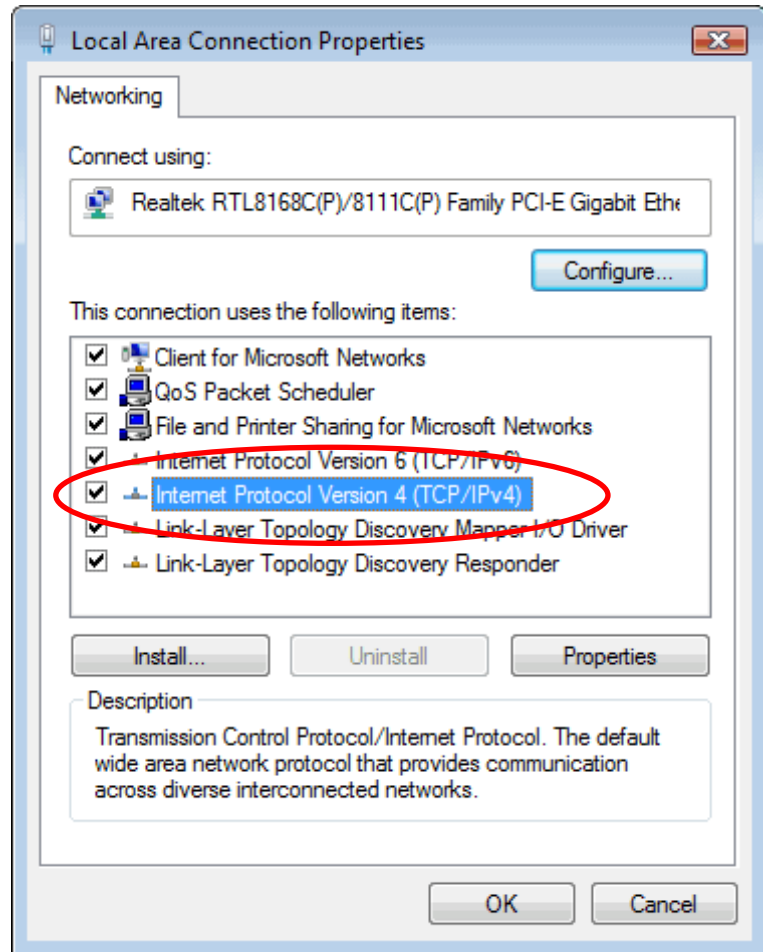 Local Area Connection Properties
Networking
Connect using:
Realtek RTL8168C(P)/8111C(P) Family PCI-E Gigabit Ethe
Configure...
This connection uses the following items:
Client for Microsoft Networks
QoS Packet Scheduler
File and Printer Sharing for Microsoft Networks
Internet Protocol Version 6 (TCP/IPv6)
Internet Protocol Version 4 (TCP/IPv4)
Link-Layer Topology Discovery Mapper I/O Driver
Link-Layer Topology Discovery Responder
Install... Uninstall Properties
Description
Transmission Control Protocol/Internet Protocol. The default
wide area network protocol that provides communication
across diverse interconnected networks.
OK Cancel